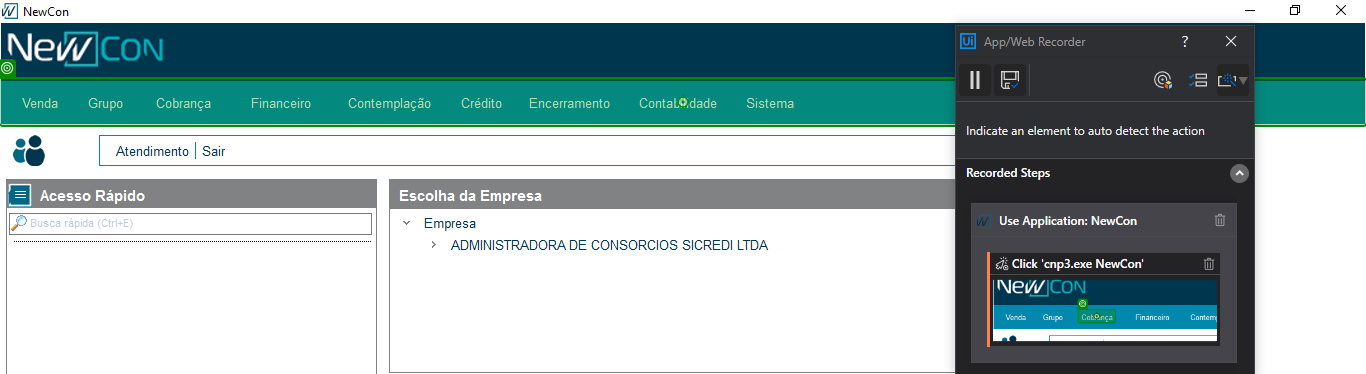 NewCon
NewCon
Ui App/Web Recorder ?
Venda Grupo Cobrança Financeiro Contemplação Crédito Encerramento Contabilidade Sistema
Indicate an element to auto detect the action
Atendimento | Sair
Recorded Steps
Acesso Rápido
Escolha da Empresa
Busca rápida (Ctrl+E)
Empresa
Use Application: NewCon
ADMINISTRADORA DE CONSORCIOS SICREDI LTDA
Click 'cnp3.exe NewCon'
NewCon
Venda Grupo Cobrança Financeiro Contemp